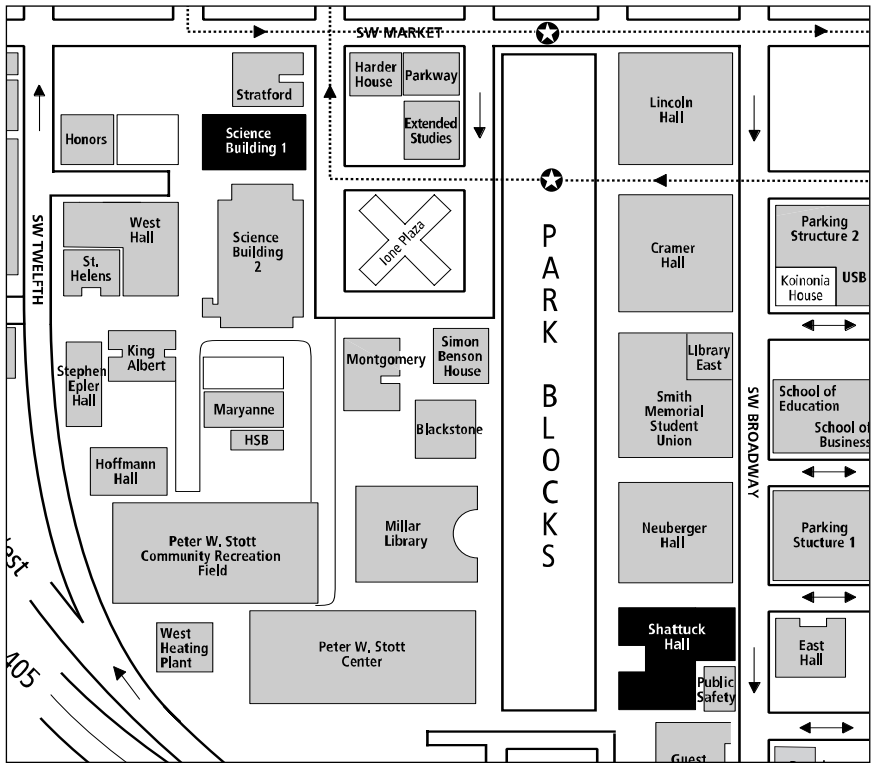 SW MARKET
Harder
House
Parkway
Stratford
Lincoln
Hall
Extended
Studies
Honors
Science
Building 1
West
Hall
SW TWELFTH
Science
Building
2
Ione Plaza
PARK BLOCKS
Cramer
Hall
Parking
Structure 2
St.
Helens
Koinonia
House
USB
King
Albert
Montgomery
Simon
Benson
House
Library
East
Stephen
Epler
Hall
Maryanne
HSB
Blackstone
Smith
Memorial
Student
Union
SW BROADWAY
School of
Education
School of
Business
Hoffmann
Hall
Peter W. Stott
Community Recreation
Field
Millar
Library
Neuberger
Hall
Parking
Stucture 1
West
Heating
Plant
Peter W. Stott
Center
Shattuck
Hall
East
Hall
Public
Safety
405
Guest